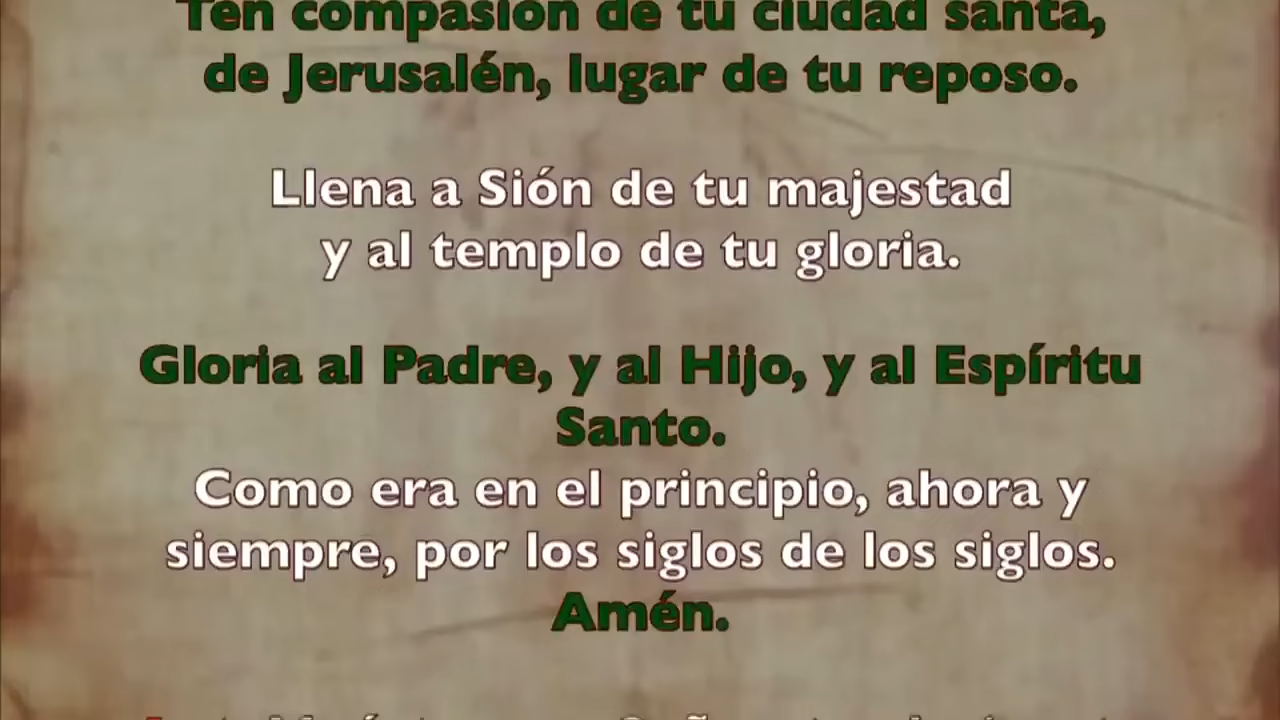 Ten compasión de tu ciudad santa,
de Jerusalén, lugar de tu reposo.
Llena a Sión de tu majestad
y al templo de tu gloria.
Gloria al Padre, y al Hijo, y al Espíritu
Santo.
Como era en el principio, ahora y
siempre, por los siglos de los siglos.
Amén.